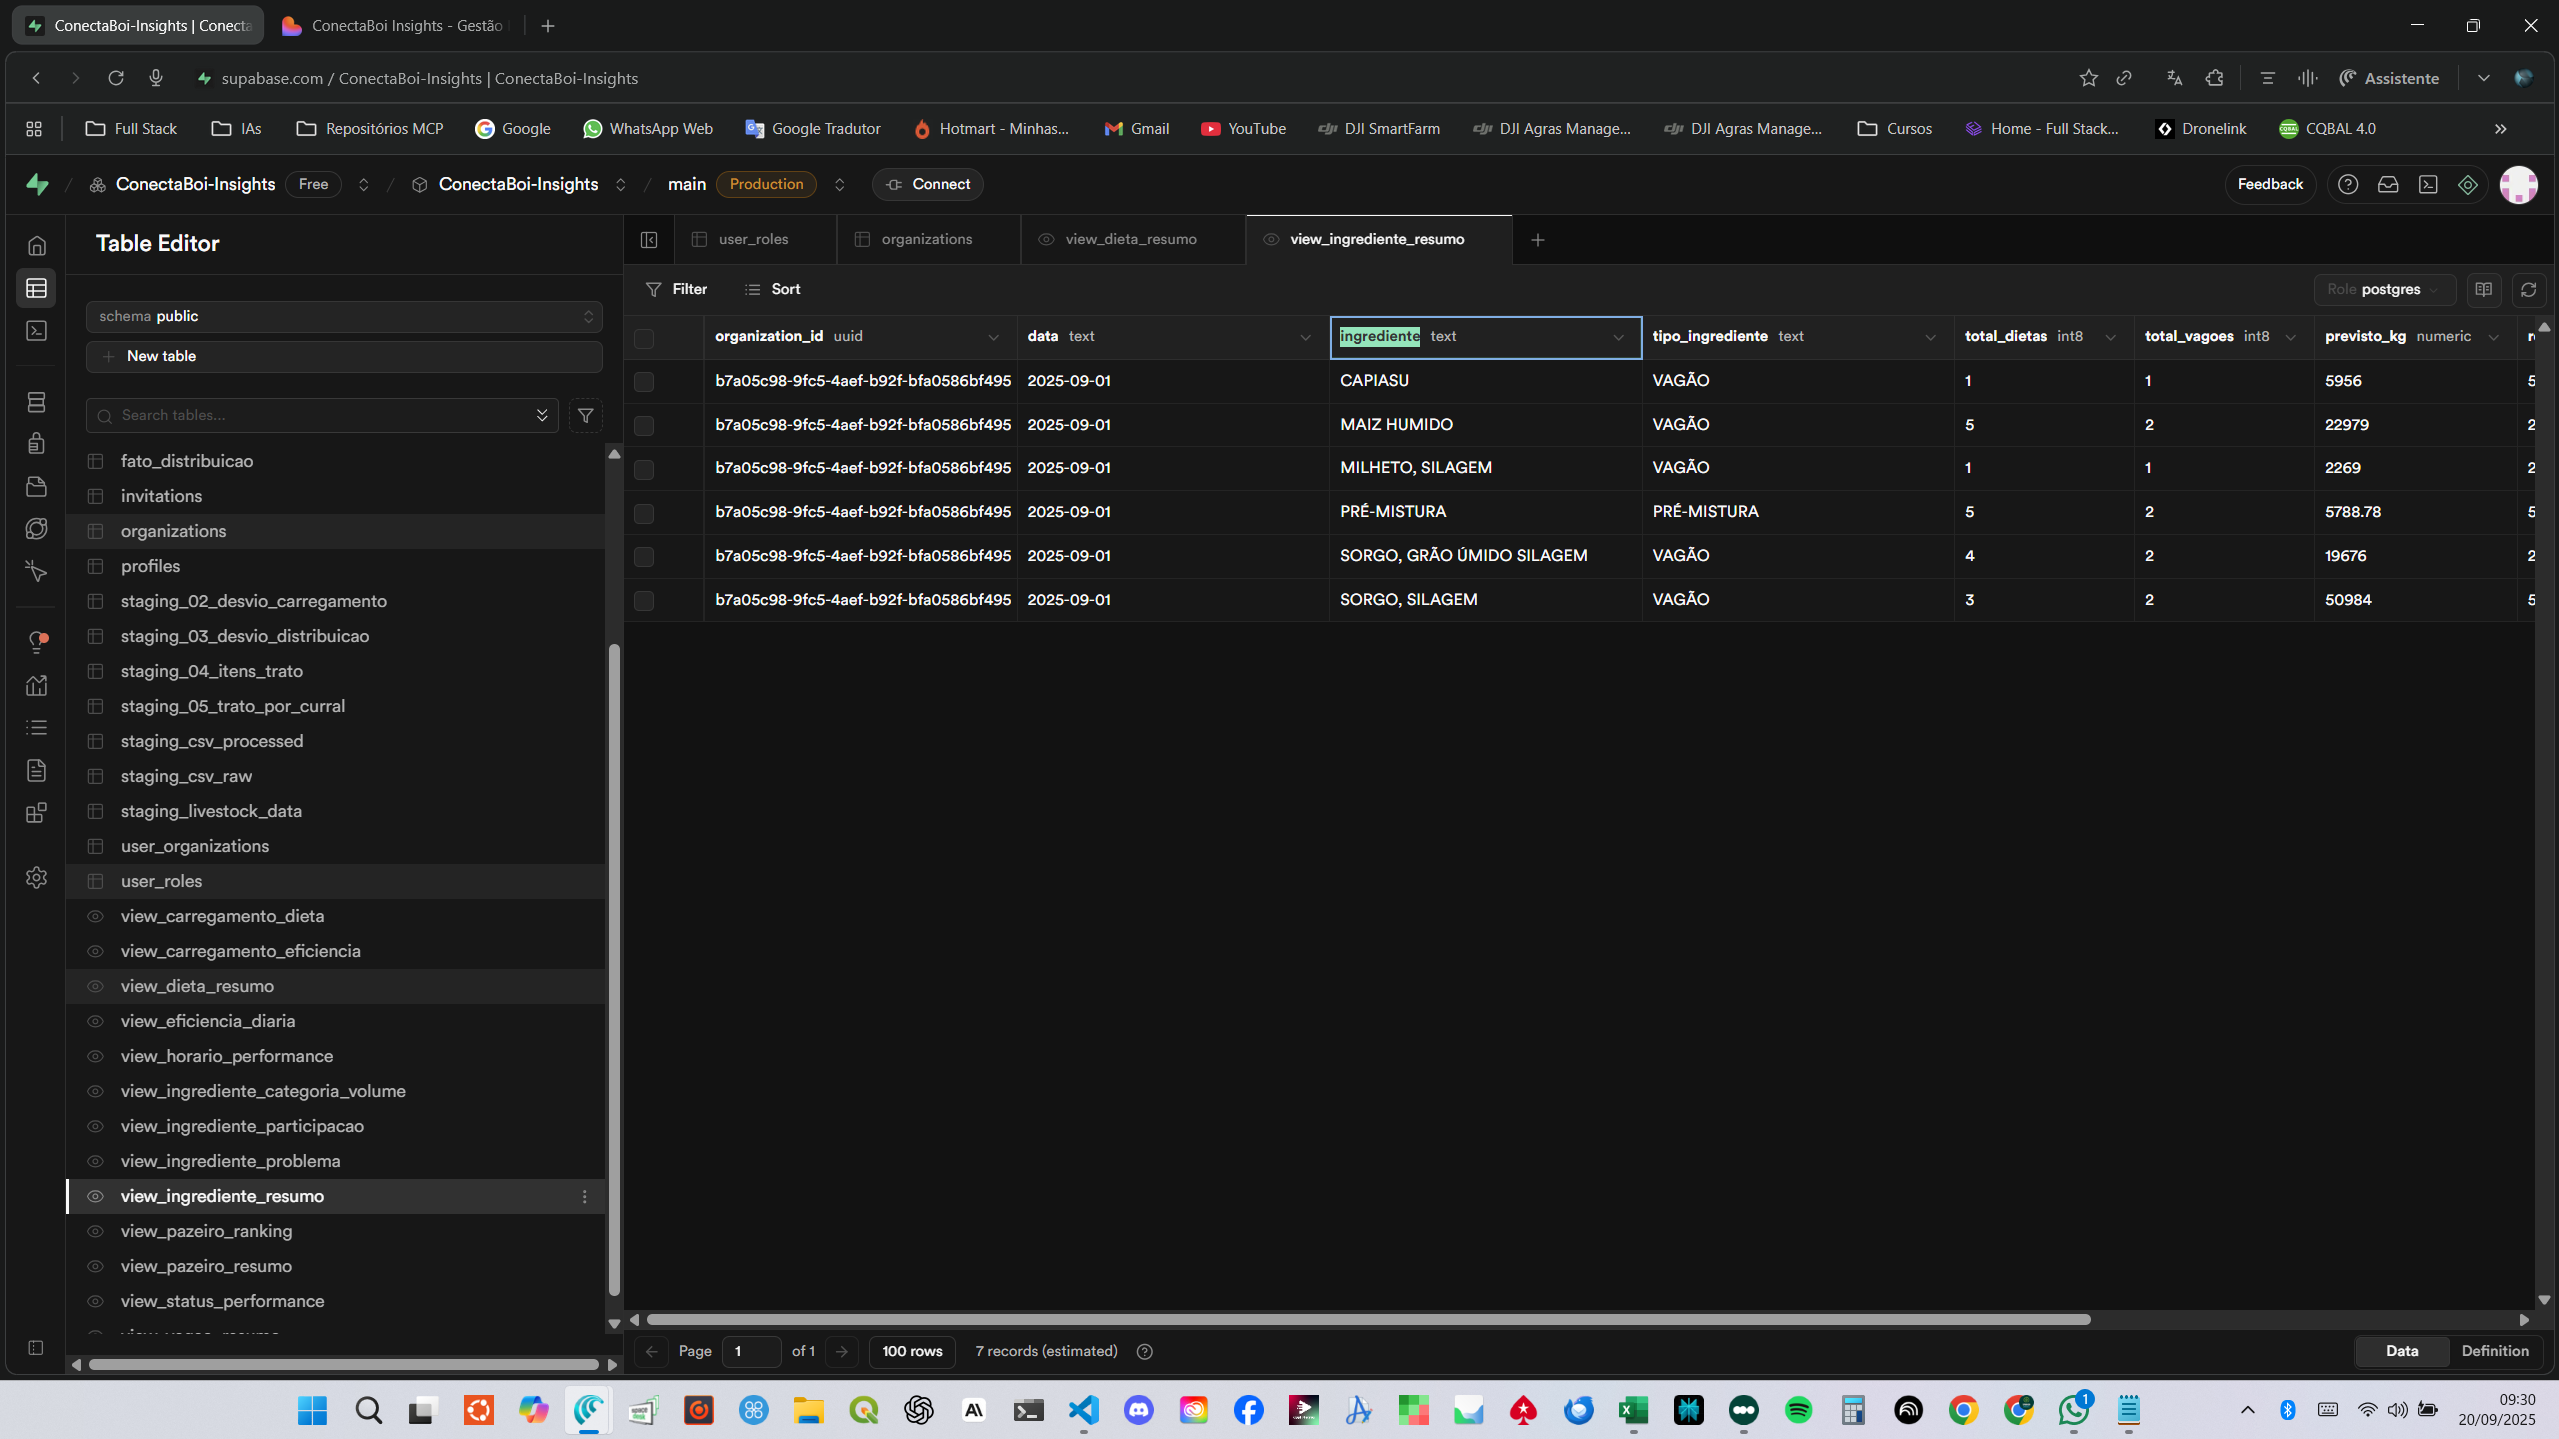 ConectaBoi-Insights | Conecta
ConectaBoi Insights - Gestão
supabase.com / ConectaBoi-Insights | ConectaBoi-Insights
Assistente
Full Stack
IAs
Repositórios MCP
Google
WhatsApp Web
Google Tradutor
Hotmart - Minhas...
Gmail
YouTube
DJI SmartFarm
DJI Agras Manage...
DJI Agras Manage...
Cursos
Home - Full Stack...
Dronelink
CQBAL 4.0
ConectaBoi-Insights Free / ConectaBoi-Insights / main Production Connect
Feedback
Table Editor
schema public
New table
Search tables...
fato_distribuicao
invitations
organizations
profiles
staging_02_desvio_carregamento
staging_03_desvio_distribuicao
staging_04_itens_trato
staging_05_trato_por_curral
staging_csv_processed
staging_csv_raw
staging_livestock_data
user_organizations
user_roles
view_carregamento_dieta
view_carregamento_eficiencia
view_dieta_resumo
view_eficiencia_diaria
view_horario_performance
view_ingrediente_categoria_volume
view_ingrediente_participacao
view_ingrediente_problema
view_ingrediente_resumo
view_pazeiro_ranking
view_pazeiro_resumo
view_status_performance
user_roles organizations view_dieta_resumo view_ingrediente_resumo
Filter Sort
Role postgres
organization_id uuid data text ingrediente text tipo_ingrediente text total_dietas int8 total_vagoes int8 previsto_kg numeric
b7a05c98-9fc5-4aef-b92f-bfa0586bf495 2025-09-01 CAPIASU VAGÃO 1 1 5956 5
b7a05c98-9fc5-4aef-b92f-bfa0586bf495 2025-09-01 MAIZ HUMIDO VAGÃO 5 2 22979 2
b7a05c98-9fc5-4aef-b92f-bfa0586bf495 2025-09-01 MILHETO, SILAGEM VAGÃO 1 1 2269 2
b7a05c98-9fc5-4aef-b92f-bfa0586bf495 2025-09-01 PRÉ-MISTURA PRÉ-MISTURA 5 2 5788.78 5
b7a05c98-9fc5-4aef-b92f-bfa0586bf495 2025-09-01 SORGO, GRÃO ÚMIDO SILAGEM VAGÃO 4 2 19676 2
b7a05c98-9fc5-4aef-b92f-bfa0586bf495 2025-09-01 SORGO, SILAGEM VAGÃO 3 2 50984 5
Page 1 of 1 100 rows 7 records (estimated)
Data Definition
1
09:30
20/09/2025